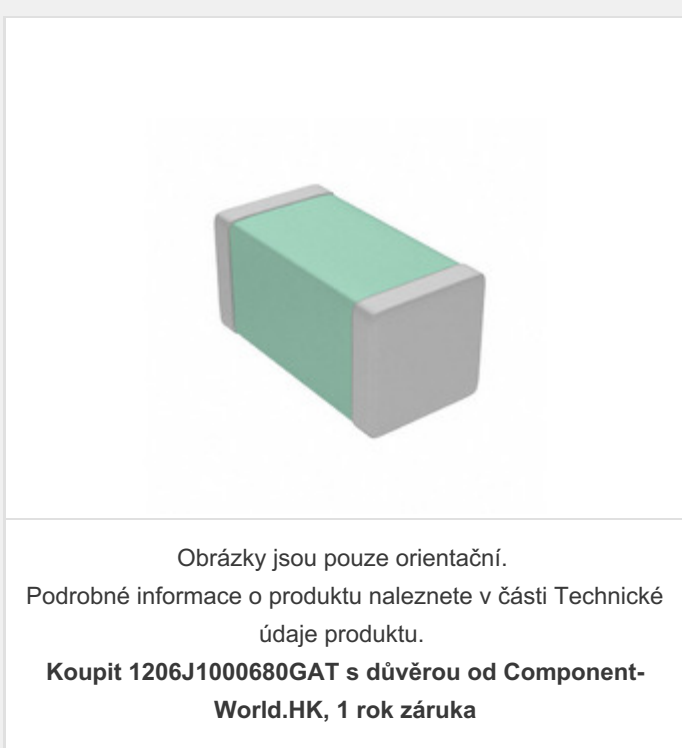 Obrázky jsou pouze orientační.
Podrobné informace o produktu naleznete v části Technické
údaje produktu.
Koupit 1206J1000680GAT s důvěrou od Component-
World.HK, 1 rok záruka